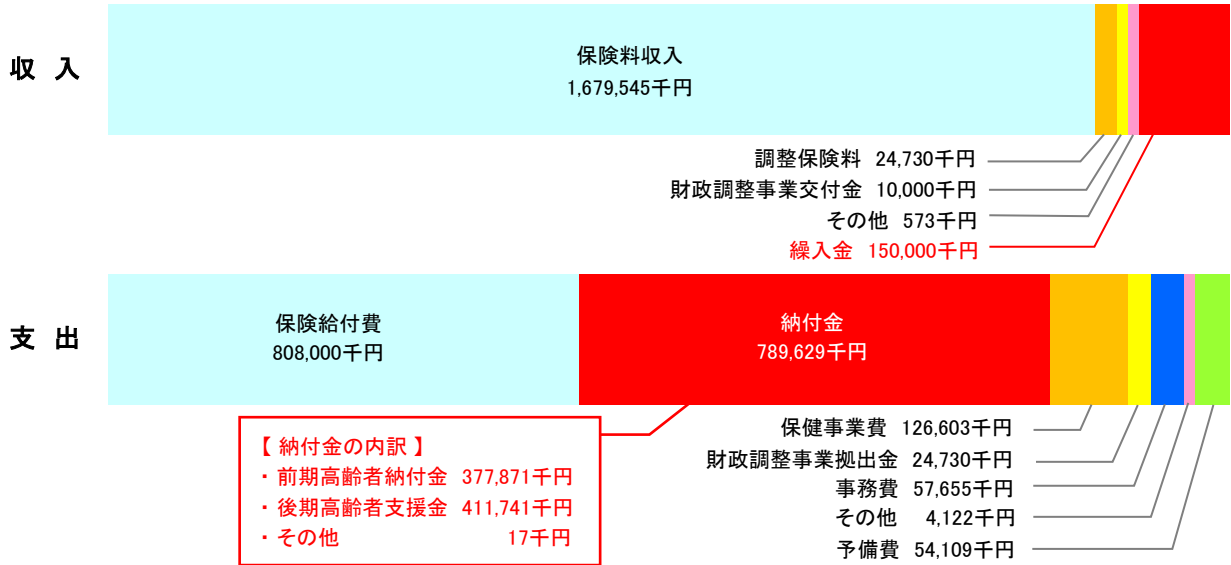 収 入
保険料収入
1,679,545千円
調整保険料 24,730千円
財政調整事業交付金 10,000千円
その他 573千円
繰入金 150,000千円
支 出
保険給付費
808,000千円
納付金
789,629千円
【 納付金の内訳 】
・ 前期高齢者納付金 377,871千円
・ 後期高齢者支援金 411,741千円
・ その他 17千円
保健事業費 126,603千円
財政調整事業拠出金 24,730千円
事務費 57,655千円
その他 4,122千円
予備費 54,109千円